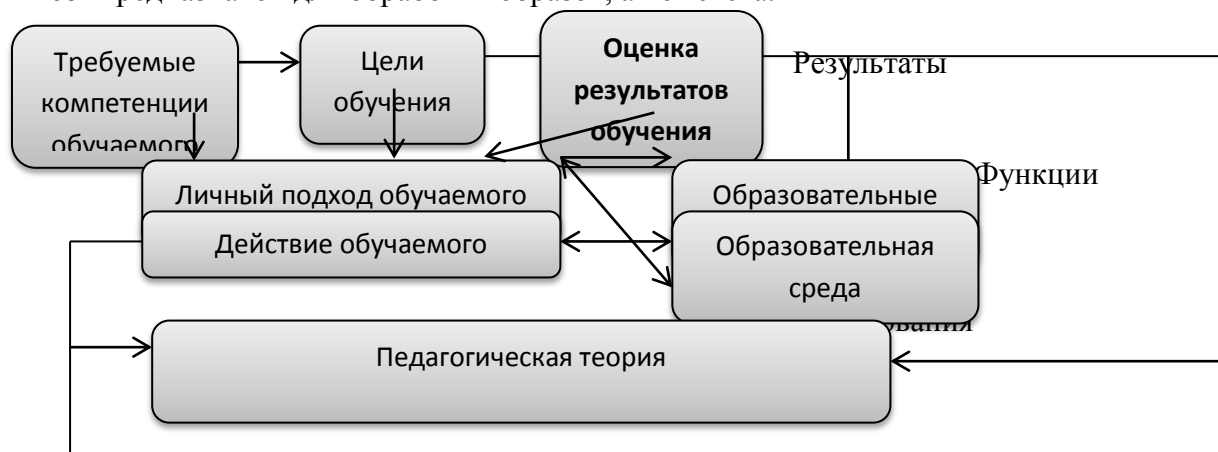 Требуемые
компетенции
обучаемого
Цели
обучения
Оценка
результатов
обучения
Результаты
Функции
Личный подход обучаемого
Образовательные
Действие обучаемого
Образовательная
среда
Педагогическая теория